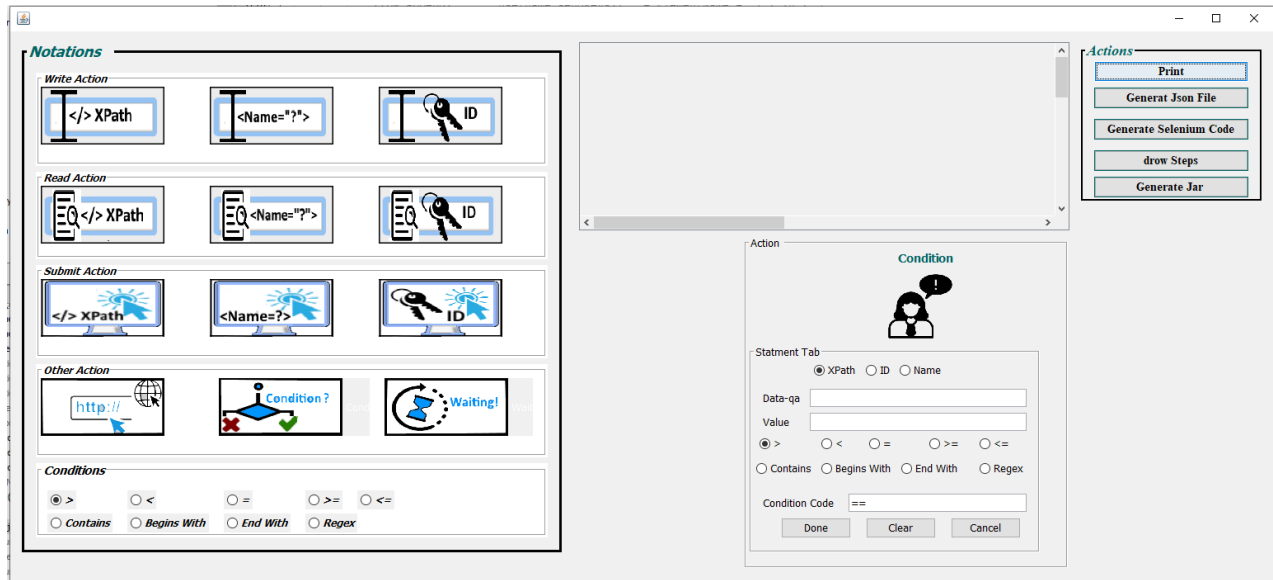 Notations
Write Action
</> XPath
<Name="?">
ID
Read Action
</> XPath
<Name="?">
ID
Submit Action
</> XPath
<Name=?>
ID
Other Action
http://
Condition ?
Waiting!
Conditions
> < = >= <=
Contains Begins With End With Regex
Actions
Print
Generat Json File
Generate Selenium Code
drow Steps
Generate Jar
Action
Condition
!
Statment Tab
XPath ID Name
Data-qa
Value
> < = >= <=
Contains Begins With End With Regex
Condition Code ==
Done Clear Cancel